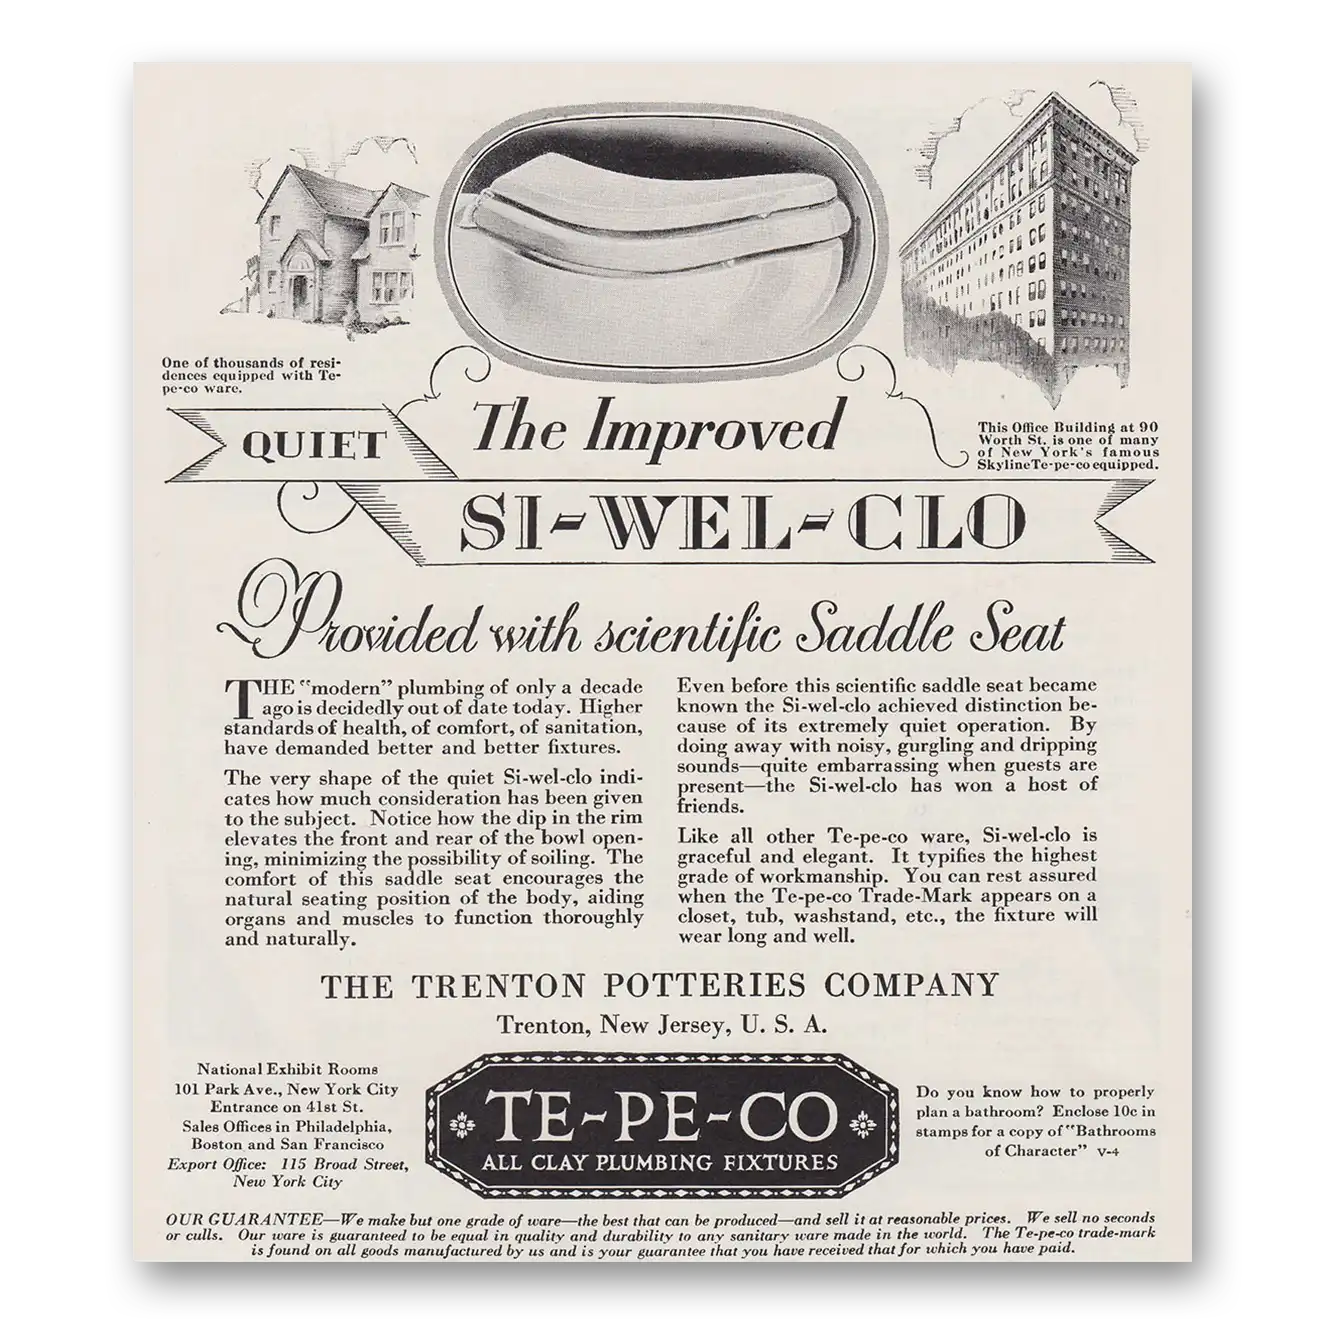 One of thousands of resi-
dences equipped with Te-
pe-co ware.
This Office Building at 90
Worth St. is one of many
of New York's famous
Skyline Te-pe-co equipped.
QUIET
The Improved
SI-WEL-CLO
Provided with scientific Saddle Seat
THE "modern" plumbing of only a decade
ago is decidedly out of date today. Higher
standards of health, of comfort, of sanitation,
have demanded better and better fixtures.
The very shape of the quiet Si-wel-clo indi-
cates how much consideration has been given
to the subject. Notice how the dip in the rim
elevates the front and rear of the bowl open-
ing, minimizing the possibility of soiling. The
comfort of this saddle seat encourages the
natural seating position of the body, aiding
organs and muscles to function thoroughly
and naturally.
Even before this scientific saddle seat became
known the Si-wel-clo achieved distinction be-
cause of its extremely quiet operation. By
doing away with noisy, gurgling and dripping
sounds—quite embarrassing when guests are
present—the Si-wel-clo has won a host of
friends.
Like all other Te-pe-co ware, Si-wel-clo is
graceful and elegant. It typifies the highest
grade of workmanship. You can rest assured
when the Te-pe-co Trade-Mark appears on a
closet, tub, washstand, etc., the fixture will
wear long and well.
THE TRENTON POTTERIES COMPANY
Trenton, New Jersey, U. S. A.
National Exhibit Rooms
101 Park Ave., New York City
Entrance on 41st St.
Sales Offices in Philadelphia,
Boston and San Francisco
Export Office: 115 Broad Street,
New York City
TE-PE-CO
ALL CLAY PLUMBING FIXTURES
Do you know how to properly
plan a bathroom? Enclose 10c in
stamps for a copy of "Bathrooms
of Character" V-4
OUR GUARANTEE—We make but one grade of ware—the best that can be produced—and sell it at reasonable prices. We sell no seconds
or culls. Our ware is guaranteed to be equal in quality and durability to any sanitary ware made in the world. The Te-pe-co trade-mark
is found on all goods manufactured by us and is your guarantee that you have received that for which you have paid.